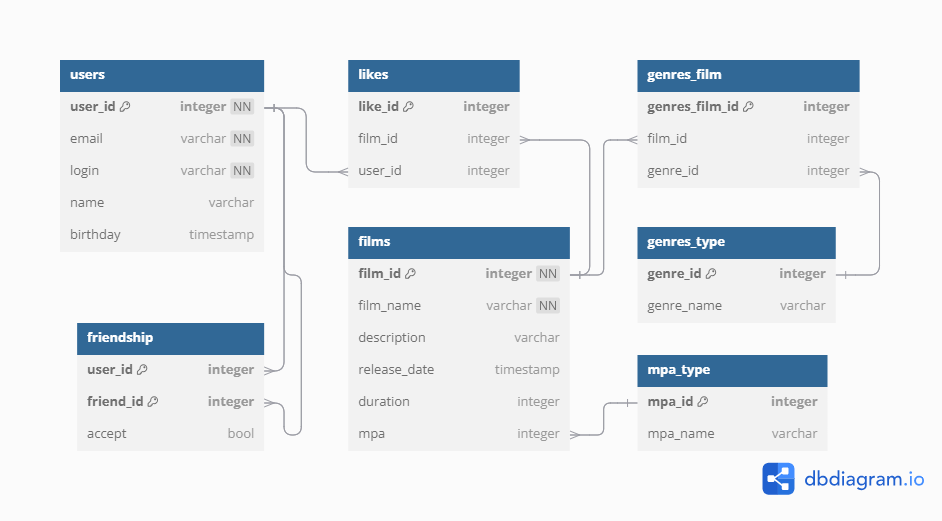 users
user_id integer NN
email varchar NN
login varchar NN
name varchar
birthday timestamp
likes
like_id integer
film_id integer
user_id integer
genres_film
genres_film_id integer
film_id integer
genre_id integer
films
film_id integer NN
film_name varchar NN
description varchar
release_date timestamp
duration integer
mpa integer
genres_type
genre_id integer
genre_name varchar
friendship
user_id integer
friend_id integer
accept bool
mpa_type
mpa_id integer
mpa_name varchar
dbdiagram.io